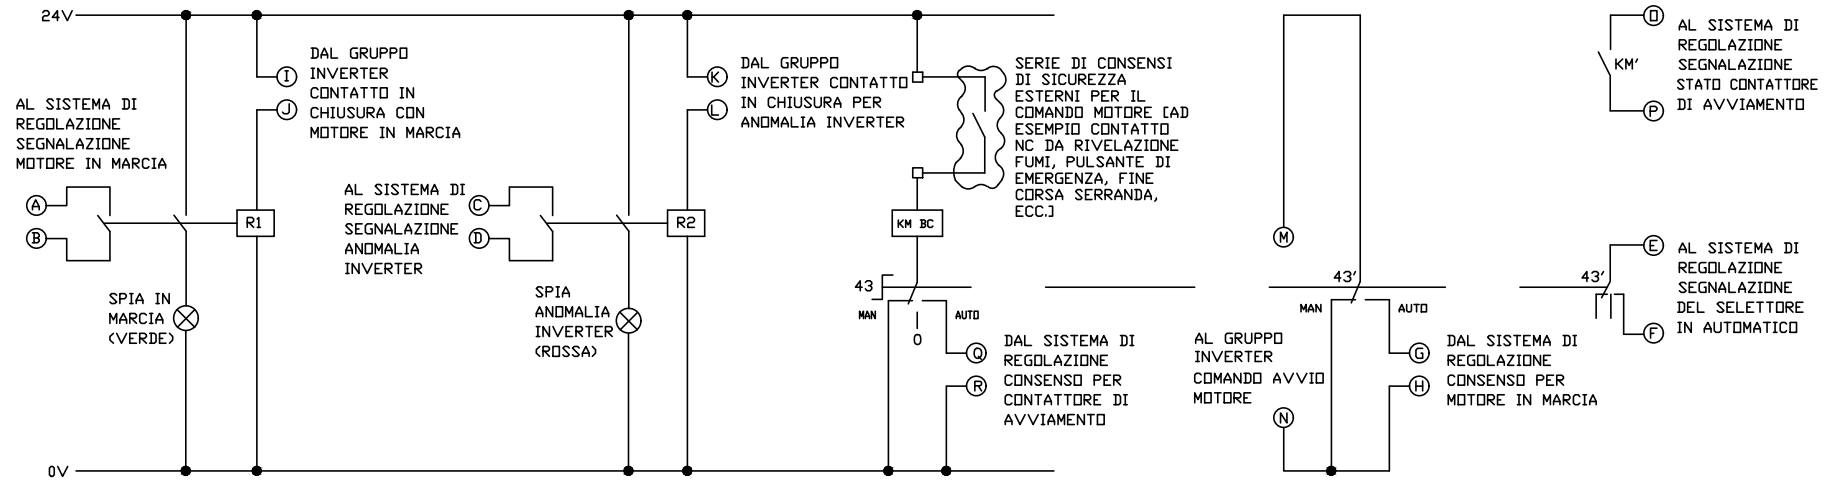 24V
DAL GRUPPO
INVERTER
CONTATTO IN
CHIUSURA CON
MOTORE IN MARCIA
I
J
AL SISTEMA DI
REGOLAZIONE
SEGNALAZIONE
MOTORE IN MARCIA
A
B
R1
SPIA IN
MARCIA
(VERDE)
DAL GRUPPO
INVERTER CONTATTO
IN CHIUSURA PER
ANOMALIA INVERTER
K
L
AL SISTEMA DI
REGOLAZIONE
SEGNALAZIONE
ANOMALIA
INVERTER
C
D
R2
SPIA
ANOMALIA
INVERTER
(ROSSA)
SERIE DI CONSENSI
DI SICUREZZA
ESTERNI PER IL
COMANDO MOTORE [AD
ESEMPIO CONTATTO
NC DA RIVELAZIONE
FUMI, PULSANTE DI
EMERGENZA, FINE
CORSA SERRANDA,
ECC.]
KM BC
43
MAN
AUTO
0
Q
R
DAL SISTEMA DI
REGOLAZIONE
CONSENSO PER
CONTATTORE DI
AVVIAMENTO
M
43'
MAN
AUTO
AL GRUPPO
INVERTER
COMANDO AVVIO
MOTORE
N
G
H
DAL SISTEMA DI
REGOLAZIONE
CONSENSO PER
MOTORE IN MARCIA
O
KM'
P
AL SISTEMA DI
REGOLAZIONE
SEGNALAZIONE
STATO CONTATTORE
DI AVVIAMENTO
43'
E
F
AL SISTEMA DI
REGOLAZIONE
SEGNALAZIONE
DEL SELETTORE
IN AUTOMATICO
0V